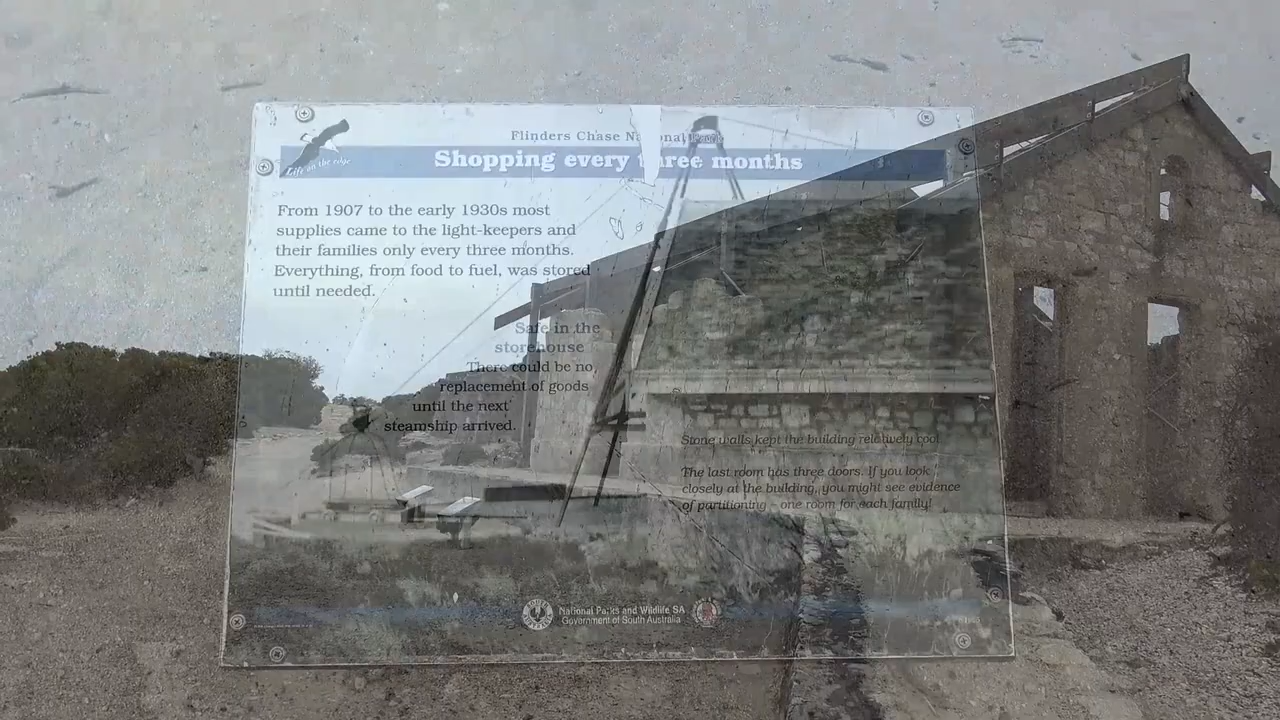 Flinders Chase National
Shopping every three months
Life on the edge
From 1907 to the early 1930s most
supplies came to the light-keepers and
their families only every three months.
Everything, from food to fuel, was stored
until needed.
Safe in the
storehouse
There could be no
replacement of goods
until the next
steamship arrived.
Stone walls kept the building relatively cool.
The last room has three doors. If you look
closely at the building, you might see evidence
of partitioning - one room for each family!
National Parks and Wildlife SA
Government of South Australia